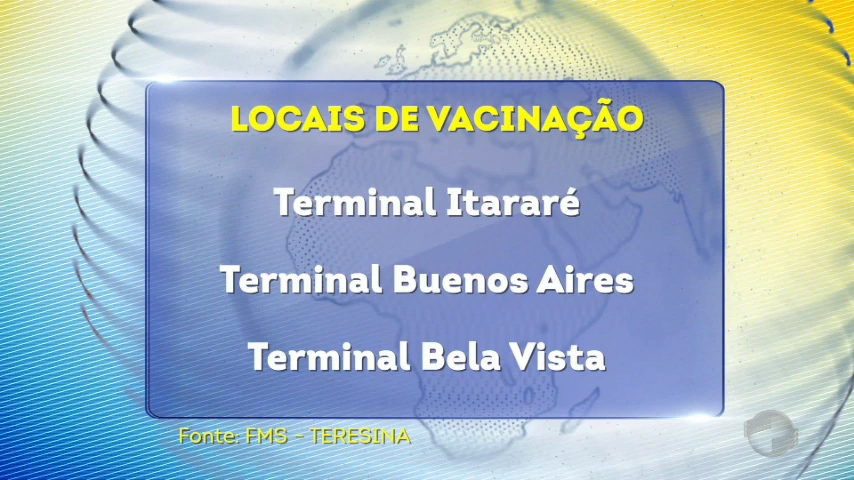 LOCAIS DE VACINAÇÃO
Terminal Itararé
Terminal Buenos Aires
Terminal Bela Vista
Fonte: FMS - TERESINA